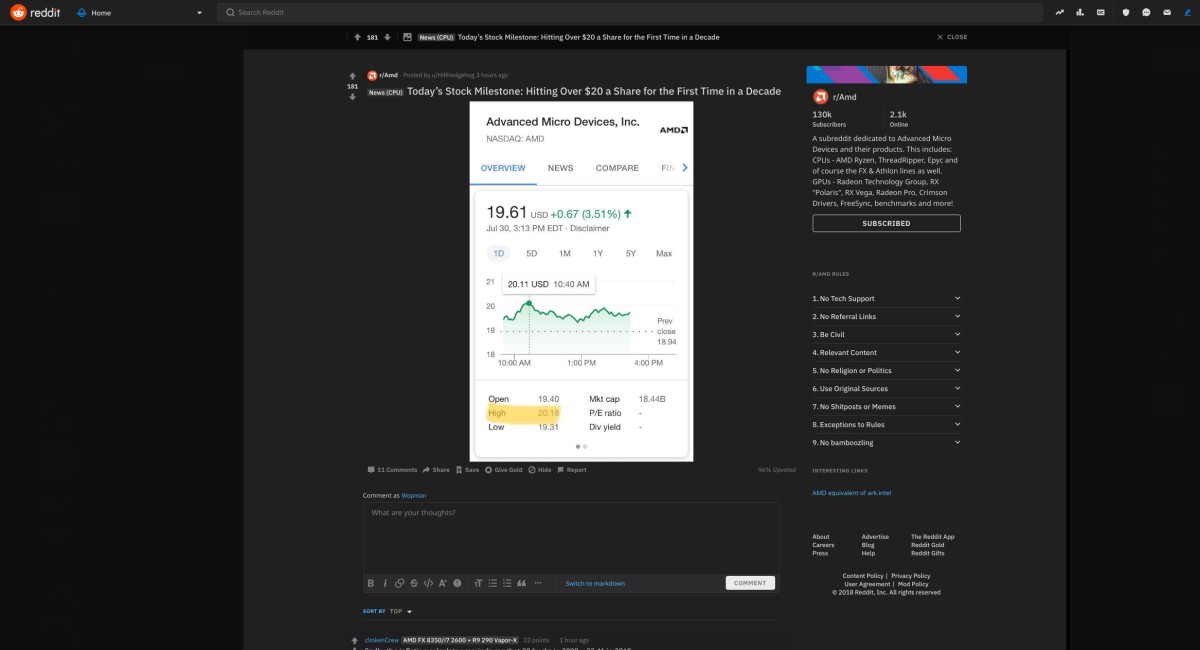 reddit Home Search Reddit
181 News (CPU) Today's Stock Milestone: Hitting Over $20 a Share for the First Time in a Decade CLOSE
181
r/Amd · Posted by u/Hifihedgehog 3 hours ago
News (CPU) Today's Stock Milestone: Hitting Over $20 a Share for the First Time in a Decade
Advanced Micro Devices, Inc.
NASDAQ: AMD
AMD
OVERVIEW NEWS COMPARE FIN
19.61 USD +0.67 (3.51%)
Jul 30, 3:13 PM EDT · Disclaimer
1D 5D 1M 1Y 5Y Max
20.11 USD 10:40 AM
21
20
19
18
Prev
close
18.94
10:00 AM 1:00 PM 4:00 PM
Open 19.40 Mkt cap 18.44B
High 20.18 P/E ratio -
Low 19.31 Div yield -
11 Comments Share Save Give Gold Hide Report 96% Upvoted
Comment as Wopman
What are your thoughts?
Switch to markdown COMMENT
SORT BY TOP
clinkenCrew AMD FX 8350/i7 2600 + R9 290 Vapor-X 22 points · 1 hour ago
r/Amd
130k 2.1k
Subscribers Online
A subreddit dedicated to Advanced Micro
Devices and their products. This includes:
CPUs - AMD Ryzen, ThreadRipper, Epyc and
of course the FX & Athlon lines as well.
GPUs - Radeon Technology Group, RX
"Polaris", RX Vega, Radeon Pro, Crimson
Drivers, FreeSync, benchmarks and more!
SUBSCRIBED
R/AMD RULES
1. No Tech Support
2. No Referral Links
3. Be Civil
4. Relevant Content
5. No Religion or Politics
6. Use Original Sources
7. No Shitposts or Memes
8. Exceptions to Rules
9. No bamboozling
INTERESTING LINKS
AMD equivalent of ark.intel
About Advertise The Reddit App
Careers Blog Reddit Gold
Press Help Reddit Gifts
Content Policy | Privacy Policy
User Agreement | Mod Policy
© 2018 Reddit, Inc. All rights reserved